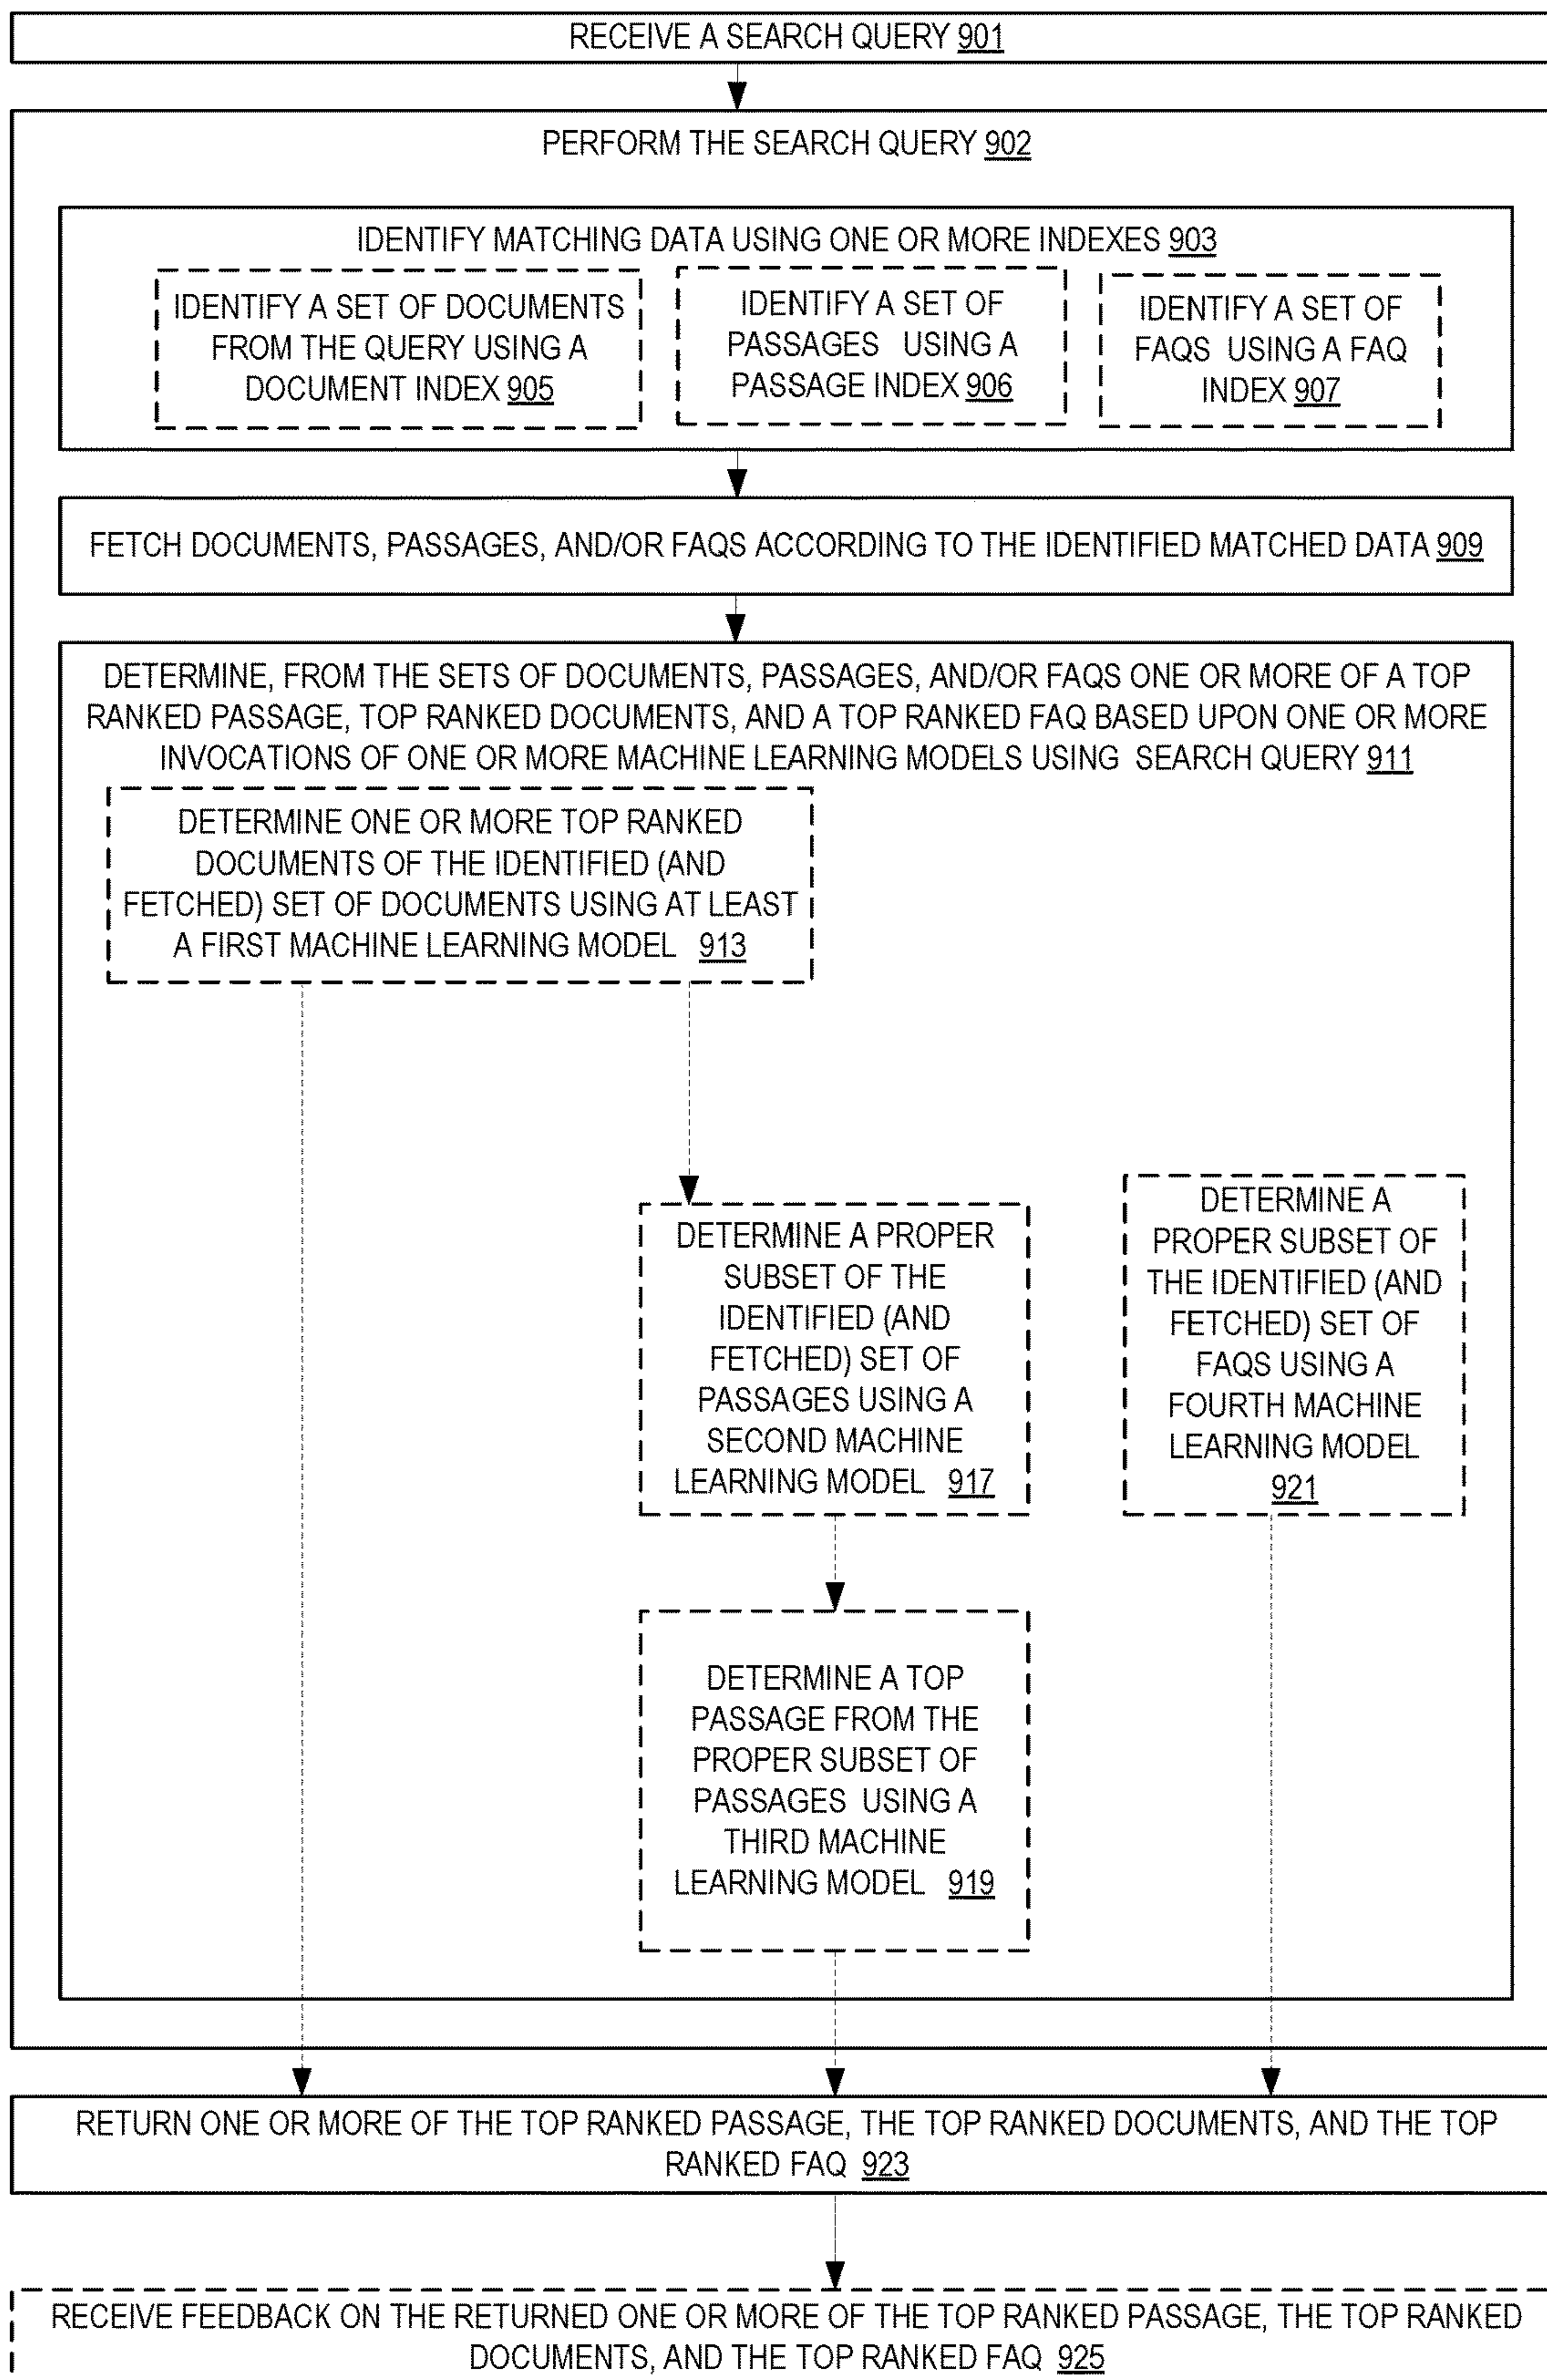 RECEIVE A SEARCH QUERY 901
PERFORM THE SEARCH QUERY 902
IDENTIFY MATCHING DATA USING ONE OR MORE INDEXES 903
IDENTIFY A SET OF DOCUMENTS
FROM THE QUERY USING A
DOCUMENT INDEX 905
IDENTIFY A SET OF
PASSAGES USING A
PASSAGE INDEX 906
IDENTIFY A SET OF
FAQS USING A FAQ
INDEX 907
FETCH DOCUMENTS, PASSAGES, AND/OR FAQS ACCORDING TO THE IDENTIFIED MATCHED DATA 909
DETERMINE, FROM THE SETS OF DOCUMENTS, PASSAGES, AND/OR FAQS ONE OR MORE OF A TOP
RANKED PASSAGE, TOP RANKED DOCUMENTS, AND A TOP RANKED FAQ BASED UPON ONE OR MORE
INVOCATIONS OF ONE OR MORE MACHINE LEARNING MODELS USING SEARCH QUERY 911
DETERMINE ONE OR MORE TOP RANKED
DOCUMENTS OF THE IDENTIFIED (AND
FETCHED) SET OF DOCUMENTS USING AT LEAST
A FIRST MACHINE LEARNING MODEL 913
DETERMINE A PROPER
SUBSET OF THE
IDENTIFIED (AND
FETCHED) SET OF
PASSAGES USING A
SECOND MACHINE
LEARNING MODEL 917
DETERMINE A
PROPER SUBSET OF
THE IDENTIFIED (AND
FETCHED) SET OF
FAQS USING A
FOURTH MACHINE
LEARNING MODEL
921
DETERMINE A TOP
PASSAGE FROM THE
PROPER SUBSET OF
PASSAGES USING A
THIRD MACHINE
LEARNING MODEL 919
RETURN ONE OR MORE OF THE TOP RANKED PASSAGE, THE TOP RANKED DOCUMENTS, AND THE TOP
RANKED FAQ 923
RECEIVE FEEDBACK ON THE RETURNED ONE OR MORE OF THE TOP RANKED PASSAGE, THE TOP RANKED
DOCUMENTS, AND THE TOP RANKED FAQ 925